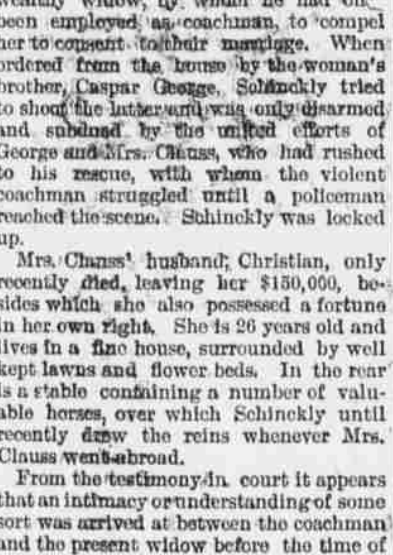 wealthy widow, by whom he had on
been employed as coachman, to compel
her to consent to their marriage. When
ordered from the house by the woman's
brother, Caspar George, Schinckly tried
to shoot the latter and was only disarmed
and subdued by the united efforts of
George and Mrs. Clauss, who had rushed
to his rescue, with whom the violent
coachman struggled until a policeman
reached the scene. Schinckly was locked
up.
Mrs. Clauss' husband, Christian, only
recently died, leaving her $150,000, be-
sides which she also possessed a fortune
in her own right. She is 26 years old and
lives in a fine house, surrounded by well
kept lawns and flower beds. In the rear
is a stable containing a number of valu-
able horses, over which Schinckly until
recently drew the reins whenever Mrs.
Clauss went abroad.
From the testimony in court it appears
that an intimacy or understanding of some
sort was arrived at between the coachman
and the present widow before the time of